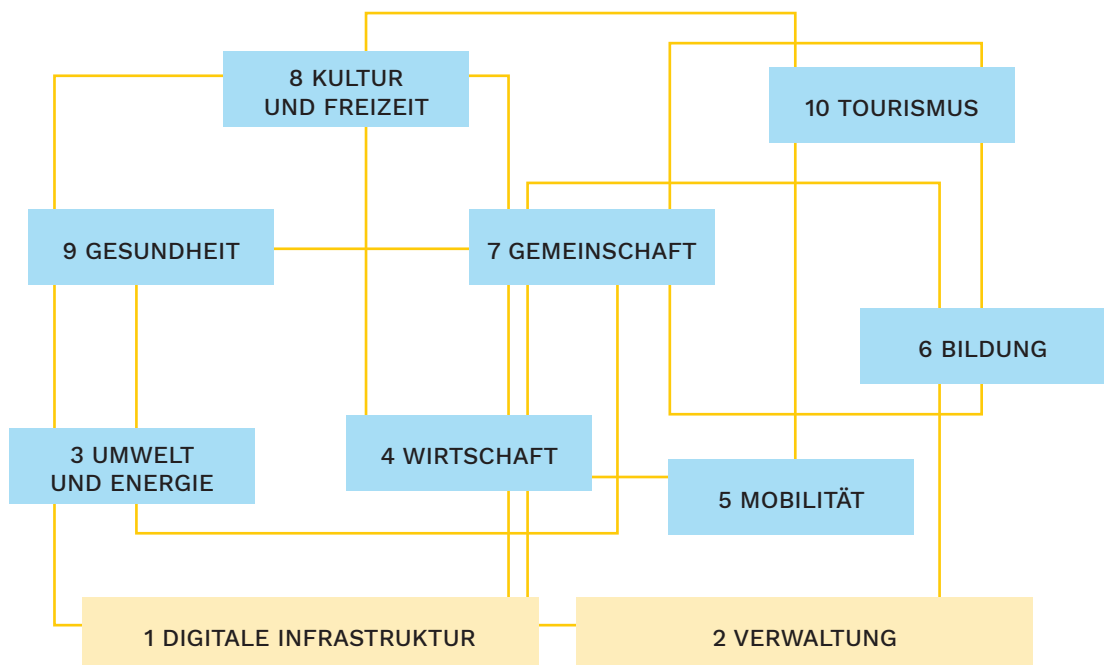 8 KULTUR
UND FREIZEIT
10 TOURISMUS
9 GESUNDHEIT
7 GEMEINSCHAFT
6 BILDUNG
3 UMWELT
UND ENERGIE
4 WIRTSCHAFT
5 MOBILITÄT
1 DIGITALE INFRASTRUKTUR
2 VERWALTUNG